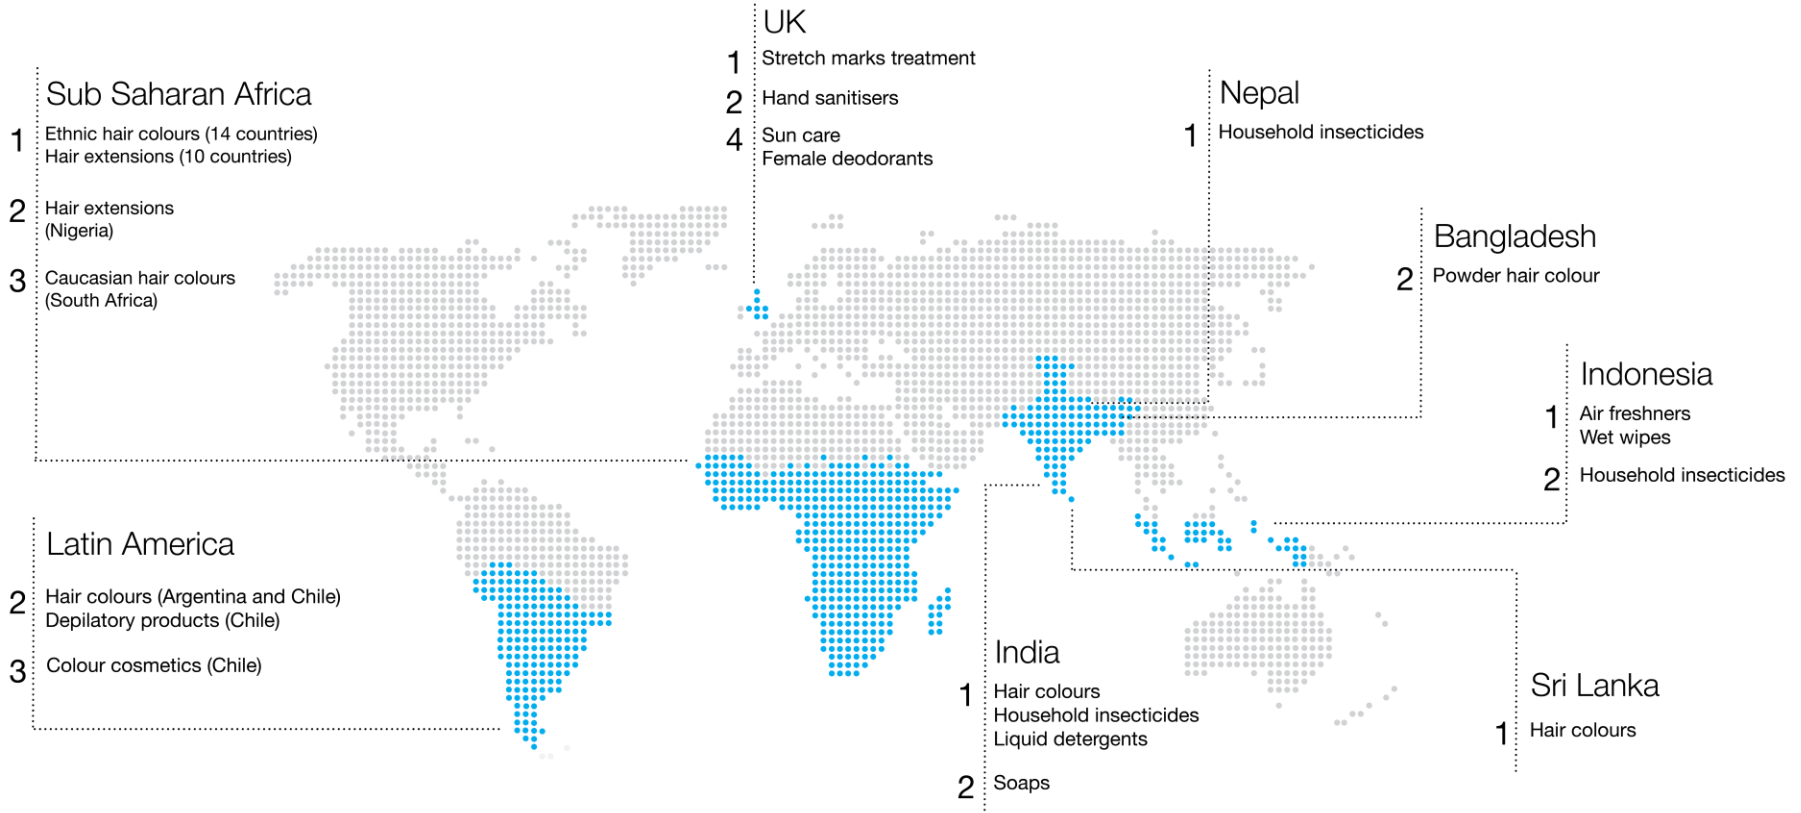 Sub Saharan Africa
1
Ethnic hair colours (14 countries)
Hair extensions (10 countries)
2
Hair extensions
(Nigeria)
3
Caucasian hair colours
(South Africa)
Latin America
2
Hair colours (Argentina and Chile)
Depilatory products (Chile)
3
Colour cosmetics (Chile)
UK
1
Stretch marks treatment
2
Hand sanitisers
4
Sun care
Female deodorants
Nepal
1
Household insecticides
Bangladesh
2
Powder hair colour
Indonesia
1
Air freshners
Wet wipes
2
Household insecticides
India
1
Hair colours
Household insecticides
Liquid detergents
2
Soaps
Sri Lanka
1
Hair colours